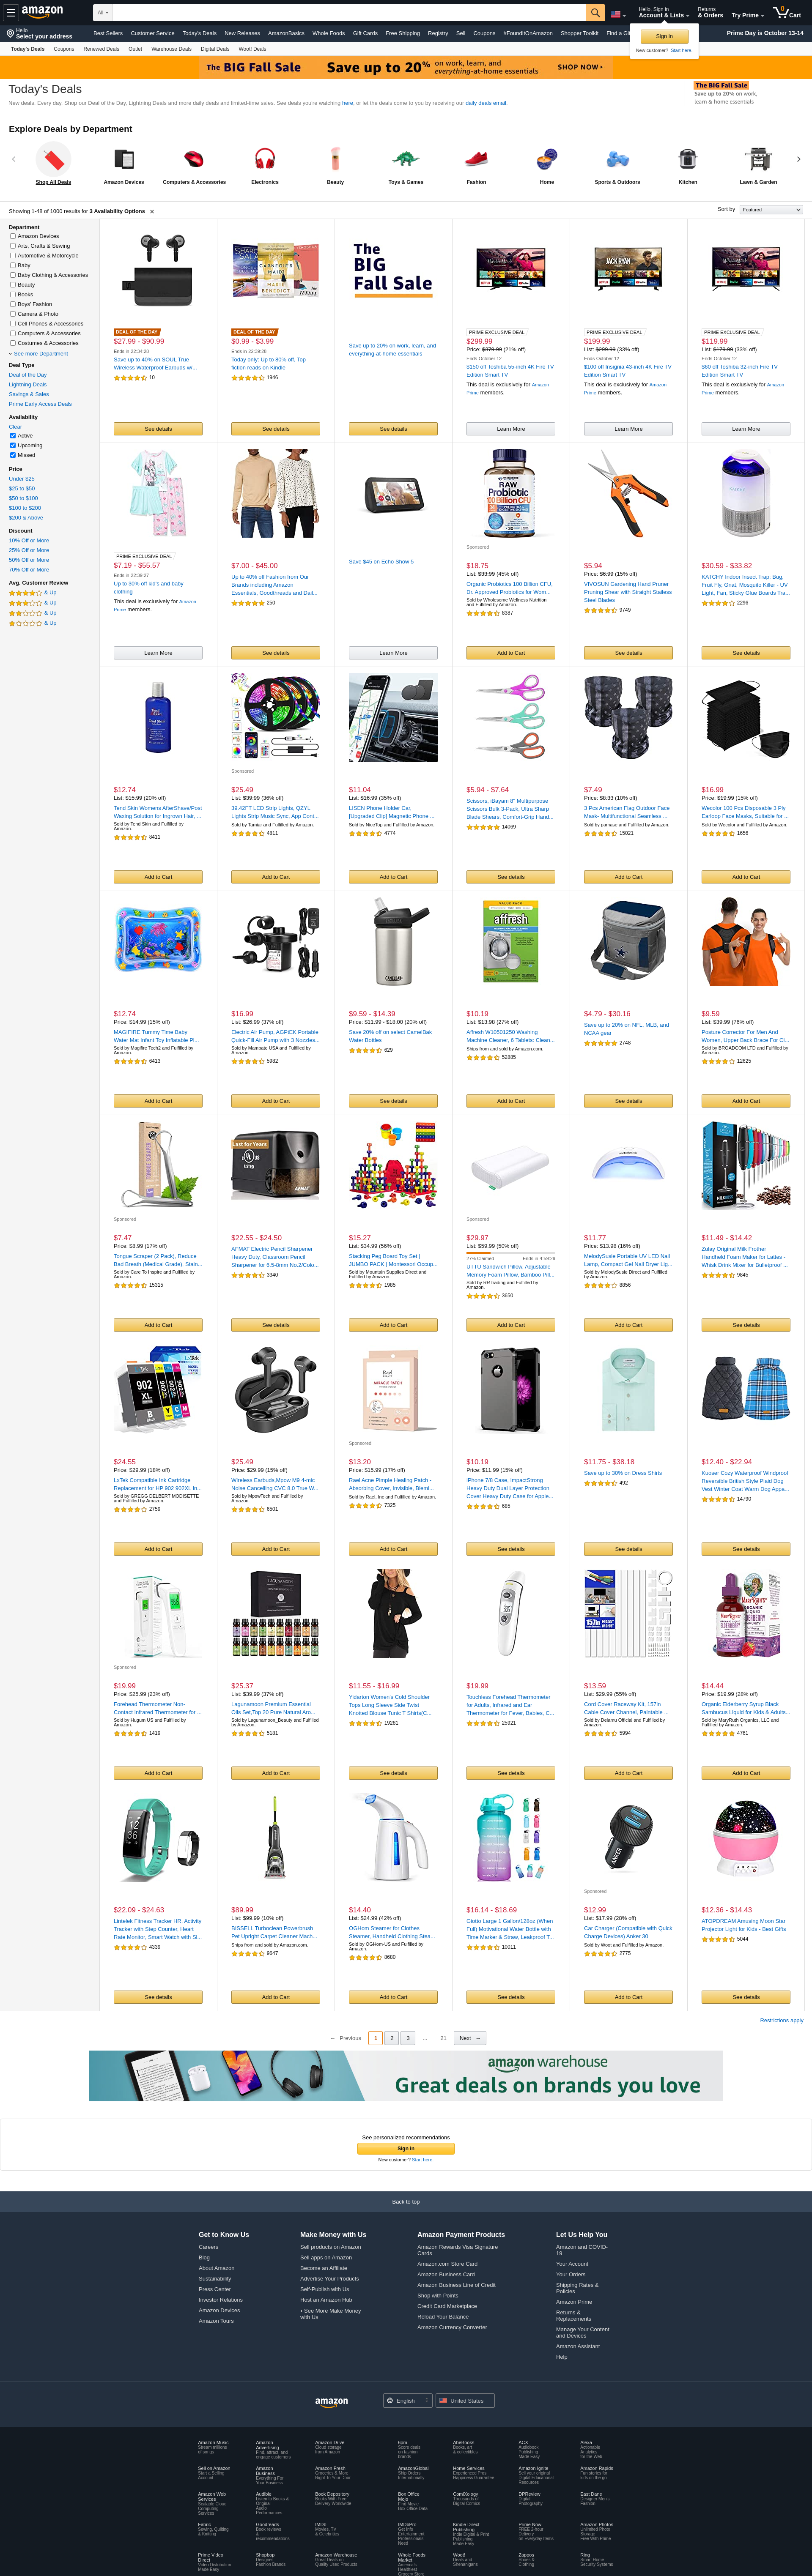 amazon
All
Hello, Sign in
Account & Lists
Returns
& Orders
Try Prime
0
Cart
Hello
Select your address
Best Sellers
Customer Service
Today's Deals
New Releases
AmazonBasics
Whole Foods
Gift Cards
Free Shipping
Registry
Sell
Coupons
#FoundItOnAmazon
Shopper Toolkit
Prime Day is October 13-14
Sign in
New customer? Start here.
Today's Deals
Coupons
Renewed Deals
Outlet
Warehouse Deals
Digital Deals
Woot! Deals
The BIG Fall Sale
Save up to 20%
on work, learn, and
everything-at-home essentials
SHOP NOW ›
Today's Deals
New deals. Every day. Shop our Deal of the Day, Lightning Deals and more daily deals and limited-time sales. See deals you're watching here, or let the deals come to you by receiving our daily deals email.
The BIG Fall Sale
Save up to 20% on work,
learn & home essentials
Explore Deals by Department
Shop All Deals
Amazon Devices
Computers & Accessories
Electronics
Beauty
Toys & Games
Fashion
Home
Sports & Outdoors
Kitchen
Lawn & Garden
Showing 1-48 of 1000 results for 3 Availability Options
Sort by
Featured
Department
Amazon Devices
Arts, Crafts & Sewing
Automotive & Motorcycle
Baby
Baby Clothing & Accessories
Beauty
Books
Boys' Fashion
Camera & Photo
Cell Phones & Accessories
Computers & Accessories
Costumes & Accessories
See more Department
Deal Type
Deal of the Day
Lightning Deals
Savings & Sales
Prime Early Access Deals
Availability
Clear
Active
Upcoming
Missed
Price
Under $25
$25 to $50
$50 to $100
$100 to $200
$200 & Above
Discount
10% Off or More
25% Off or More
50% Off or More
70% Off or More
Avg. Customer Review
& Up
& Up
& Up
& Up
DEAL OF THE DAY
$27.99 - $90.99
Ends in 22:34:28
Save up to 40% on SOUL True
Wireless Waterproof Earbuds w/...
10
See details
DEAL OF THE DAY
$0.99 - $3.99
Ends in 22:39:28
Today only: Up to 80% off, Top
fiction reads on Kindle
1946
See details
The
BIG
Fall Sale
Save up to 20% on work, learn, and
everything-at-home essentials
See details
PRIME EXCLUSIVE DEAL
$299.99
Price: $379.99 (21% off)
Ends October 12
$150 off Toshiba 55-inch 4K Fire TV
Edition Smart TV
This deal is exclusively for Amazon
Prime members.
Learn More
JACK RYAN
PRIME EXCLUSIVE DEAL
$199.99
List: $299.99 (33% off)
Ends October 12
$100 off Insignia 43-inch 4K Fire TV
Edition Smart TV
This deal is exclusively for Amazon
Prime members.
Learn More
PRIME EXCLUSIVE DEAL
$119.99
List: $179.99 (33% off)
Ends October 12
$60 off Toshiba 32-inch Fire TV
Edition Smart TV
This deal is exclusively for Amazon
Prime members.
Learn More
PRIME EXCLUSIVE DEAL
$7.19 - $55.57
Ends in 22:39:27
Up to 30% off kid's and baby
clothing
This deal is exclusively for Amazon
Prime members.
Learn More
$7.00 - $45.00
Up to 40% off Fashion from Our
Brands including Amazon
Essentials, Goodthreads and Dail...
250
See details
Save $45 on Echo Show 5
Learn More
RAW
Probiotic
100 Billion CFU
Sponsored
$18.75
List: $33.99 (45% off)
Organic Probiotics 100 Billion CFU,
Dr. Approved Probiotics for Wom...
Sold by Wholesome Wellness Nutrition
and Fulfilled by Amazon.
8387
Add to Cart
$5.94
Price: $6.99 (15% off)
VIVOSUN Gardening Hand Pruner
Pruning Shear with Straight Stailess
Steel Blades
9749
See details
$30.59 - $33.82
KATCHY Indoor Insect Trap: Bug,
Fruit Fly, Gnat, Mosquito Killer - UV
Light, Fan, Sticky Glue Boards Tra...
2296
See details
$12.74
List: $15.99 (20% off)
Tend Skin Womens AfterShave/Post
Waxing Solution for Ingrown Hair, ...
Sold by Tend Skin and Fulfilled by
Amazon.
8411
Add to Cart
Sponsored
$25.49
List: $39.99 (36% off)
39.42FT LED Strip Lights, QZYL
Lights Strip Music Sync, App Cont...
Sold by Tarniar and Fulfilled by Amazon.
4811
Add to Cart
$11.04
List: $16.99 (35% off)
LISEN Phone Holder Car,
[Upgraded Clip] Magnetic Phone ...
Sold by NiceTop and Fulfilled by Amazon.
4774
Add to Cart
$5.94 - $7.64
Scissors, iBayam 8" Multipurpose
Scissors Bulk 3-Pack, Ultra Sharp
Blade Shears, Comfort-Grip Hand...
14069
See details
$7.49
Price: $8.33 (10% off)
3 Pcs American Flag Outdoor Face
Mask- Multifunctional Seamless ...
Sold by pamase and Fulfilled by Amazon.
15021
Add to Cart
$16.99
Price: $19.99 (15% off)
Wecolor 100 Pcs Disposable 3 Ply
Earloop Face Masks, Suitable for ...
Sold by Wecolor and Fulfilled by Amazon.
1656
Add to Cart
$12.74
Price: $14.99 (15% off)
MAGIFIRE Tummy Time Baby
Water Mat Infant Toy Inflatable Pl...
Sold by Magifire Tech2 and Fulfilled by
Amazon.
6413
Add to Cart
$16.99
List: $26.99 (37% off)
Electric Air Pump, AGPtEK Portable
Quick-Fill Air Pump with 3 Nozzles...
Sold by Mambate USA and Fulfilled by
Amazon.
5982
Add to Cart
CAMELBAK
$9.59 - $14.39
Price: $11.99 - $18.00 (20% off)
Save 20% off on select CamelBak
Water Bottles
629
See details
VALUE PACK
affresh
$10.19
List: $13.98 (27% off)
Affresh W10501250 Washing
Machine Cleaner, 6 Tablets: Clean...
Ships from and sold by Amazon.com.
52885
Add to Cart
$4.79 - $30.16
Save up to 20% on NFL, MLB, and
NCAA gear
2748
See details
$9.59
List: $39.99 (76% off)
Posture Corrector For Men And
Women, Upper Back Brace For Cl...
Sold by BROADCOM LTD and Fulfilled by
Amazon.
12625
Add to Cart
Sponsored
$7.47
Price: $8.99 (17% off)
Tongue Scraper (2 Pack), Reduce
Bad Breath (Medical Grade), Stain...
Sold by Care To Inspire and Fulfilled by
Amazon.
15315
Add to Cart
Last for Years
UL
LISTED
AFMAT
$22.55 - $24.50
AFMAT Electric Pencil Sharpener
Heavy Duty, Classroom Pencil
Sharpener for 6.5-8mm No.2/Colo...
3340
See details
$15.27
List: $34.99 (56% off)
Stacking Peg Board Toy Set |
JUMBO PACK | Montessori Occup...
Sold by Mountain Supplies Direct and
Fulfilled by Amazon.
1985
Add to Cart
Sponsored
$29.97
List: $59.99 (50% off)
27% Claimed
Ends in 4:59:29
UTTU Sandwich Pillow, Adjustable
Memory Foam Pillow, Bamboo Pill...
Sold by RR trading and Fulfilled by
Amazon.
3650
Add to Cart
$11.77
Price: $13.98 (16% off)
MelodySusie Portable UV LED Nail
Lamp, Compact Gel Nail Dryer Lig...
Sold by MelodySusie Direct and Fulfilled
by Amazon.
8856
Add to Cart
$11.49 - $14.42
Zulay Original Milk Frother
Handheld Foam Maker for Lattes -
Whisk Drink Mixer for Bulletproof ...
9845
See details
902
XL
B
Y
C
M
$24.55
Price: $29.99 (18% off)
LxTek Compatible Ink Cartridge
Replacement for HP 902 902XL In...
Sold by GREGG DELBERT MODISETTE
and Fulfilled by Amazon.
2759
Add to Cart
$25.49
Price: $29.99 (15% off)
Wireless Earbuds,Mpow M9 4-mic
Noise Cancelling CVC 8.0 True W...
Sold by MpowTech and Fulfilled by
Amazon.
6501
Add to Cart
Rael
MIRACLE PATCH
Sponsored
$13.20
Price: $15.99 (17% off)
Rael Acne Pimple Healing Patch -
Absorbing Cover, Invisible, Blemi...
Sold by Rael, Inc and Fulfilled by Amazon.
7325
Add to Cart
$10.19
Price: $11.99 (15% off)
iPhone 7/8 Case, ImpactStrong
Heavy Duty Dual Layer Protection
Cover Heavy Duty Case for Apple...
685
See details
$11.75 - $38.18
Save up to 30% on Dress Shirts
492
See details
$12.40 - $22.94
Kuoser Cozy Waterproof Windproof
Reversible British Style Plaid Dog
Vest Winter Coat Warm Dog Appa...
14790
See details
Sponsored
$19.99
Price: $25.99 (23% off)
Forehead Thermometer Non-
Contact Infrared Thermometer for ...
Sold by Hugum US and Fulfilled by
Amazon.
1419
Add to Cart
LAGUNAMOON
$25.37
List: $39.99 (37% off)
Lagunamoon Premium Essential
Oils Set,Top 20 Pure Natural Aro...
Sold by Lagunamoon_Beauty and Fulfilled
by Amazon.
5181
Add to Cart
$11.55 - $16.99
Yidarton Women's Cold Shoulder
Tops Long Sleeve Side Twist
Knotted Blouse Tunic T Shirts(C...
19281
See details
$19.99
Touchless Forehead Thermometer
for Adults, Infrared and Ear
Thermometer for Fever, Babies, C...
25921
See details
157in
$13.59
List: $29.99 (55% off)
Cord Cover Raceway Kit, 157in
Cable Cover Channel, Paintable ...
Sold by Delamu Official and Fulfilled by
Amazon.
5994
Add to Cart
MaryRuth's
ELDERBERRY
$14.44
Price: $19.99 (28% off)
Organic Elderberry Syrup Black
Sambucus Liquid for Kids & Adults...
Sold by MaryRuth Organics, LLC and
Fulfilled by Amazon.
4761
Add to Cart
$22.09 - $24.63
Lintelek Fitness Tracker HR, Activity
Tracker with Step Counter, Heart
Rate Monitor, Smart Watch with Sl...
4339
See details
$89.99
List: $99.99 (10% off)
BISSELL Turboclean Powerbrush
Pet Upright Carpet Cleaner Mach...
Ships from and sold by Amazon.com.
9647
Add to Cart
$14.40
List: $24.99 (42% off)
OGHom Steamer for Clothes
Steamer, Handheld Clothing Stea...
Sold by OGHom-US and Fulfilled by
Amazon.
8680
Add to Cart
$16.14 - $18.69
Giotto Large 1 Gallon/128oz (When
Full) Motivational Water Bottle with
Time Marker & Straw, Leakproof T...
10011
See details
ANKER
Sponsored
$12.99
List: $17.99 (28% off)
Car Charger (Compatible with Quick
Charge Devices) Anker 30
Sold by Wixet and Fulfilled by Amazon.
2775
Add to Cart
$12.36 - $14.43
ATOPDREAM Amusing Moon Star
Projector Light for Kids - Best Gifts
5044
See details
Restrictions apply
← Previous
1
2
3
...
21
Next →
amazon warehouse
Great deals on brands you love
See personalized recommendations
Sign in
New customer? Start here.
Back to top
Get to Know Us
Careers
Blog
About Amazon
Sustainability
Press Center
Investor Relations
Amazon Devices
Amazon Tours
Make Money with Us
Sell products on Amazon
Sell apps on Amazon
Become an Affiliate
Advertise Your Products
Self-Publish with Us
Host an Amazon Hub
› See More Make Money
with Us
Amazon Payment Products
Amazon Rewards Visa Signature
Cards
Amazon.com Store Card
Amazon Business Card
Amazon Business Line of Credit
Shop with Points
Credit Card Marketplace
Reload Your Balance
Amazon Currency Converter
Let Us Help You
Amazon and COVID-
19
Your Account
Your Orders
Shipping Rates &
Policies
Amazon Prime
Returns &
Replacements
Manage Your Content
and Devices
Amazon Assistant
Help
amazon
English
United States
Amazon Music
Stream millions
of songs
Amazon
Advertising
Find, attract, and
engage customers
Amazon Drive
Cloud storage
from Amazon
6pm
Score deals
on fashion
brands
AbeBooks
Books, art
& collectibles
ACX
Audiobook
Publishing
Made Easy
Alexa
Actionable
Analytics
for the Web
Sell on Amazon
Start a Selling
Account
Amazon
Business
Everything For
Your Business
Amazon Fresh
Groceries & More
Right To Your Door
AmazonGlobal
Ship Orders
Internationally
Home Services
Experienced Pros
Happiness Guarantee
Amazon Ignite
Sell your original
Digital Educational
Resources
Amazon Rapids
Fun stories for
kids on the go
Amazon Web
Services
Scalable Cloud
Computing
Services
Audible
Listen to Books &
Original
Audio
Performances
Book Depository
Books With Free
Delivery Worldwide
Box Office
Mojo
Find Movie
Box Office Data
ComiXology
Thousands of
Digital Comics
DPReview
Digital
Photography
East Dane
Designer Men's
Fashion
Fabric
Sewing, Quilting
& Knitting
Goodreads
Book reviews
&
recommendations
IMDb
Movies, TV
& Celebrities
IMDbPro
Get Info
Entertainment
Professionals
Need
Kindle Direct
Publishing
Indie Digital & Print
Publishing
Made Easy
Prime Now
FREE 2-hour
Delivery
on Everyday Items
Amazon Photos
Unlimited Photo
Storage
Free With Prime
Prime Video
Direct
Video Distribution
Made Easy
Shopbop
Designer
Fashion Brands
Amazon Warehouse
Great Deals on
Quality Used Products
Whole Foods
Market
America's
Healthiest
Grocery Store
Woot!
Deals and
Shenanigans
Zappos
Shoes &
Clothing
Ring
Smart Home
Security Systems